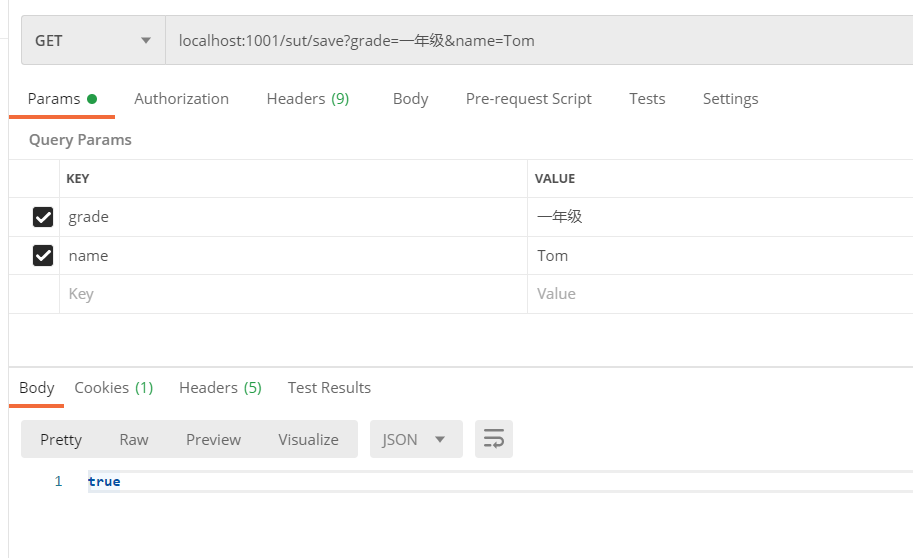 GET localhost:1001/sut/save?grade=一年级&name=Tom
Params Authorization Headers (9) Body Pre-request Script Tests Settings
Query Params
KEY VALUE
grade 一年级
name Tom
Key Value
Body Cookies (1) Headers (5) Test Results
Pretty Raw Preview Visualize JSON
1 true